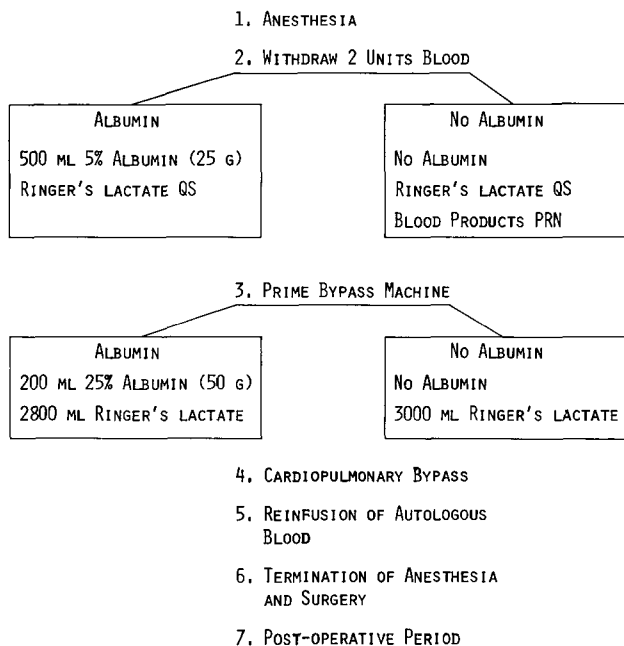 1. Anesthesia
2. Withdraw 2 Units Blood
Albumin
500 ml 5% Albumin (25 g)
Ringer's lactate QS
No Albumin
No Albumin
Ringer's lactate QS
Blood Products PRN
3. Prime Bypass Machine
Albumin
200 ml 25% Albumin (50 g)
2800 ml Ringer's lactate
No Albumin
No Albumin
3000 ml Ringer's lactate
4. Cardiopulmonary Bypass
5. Reinfusion of Autologous
Blood
6. Termination of Anesthesia
and Surgery
7. Post-operative Period